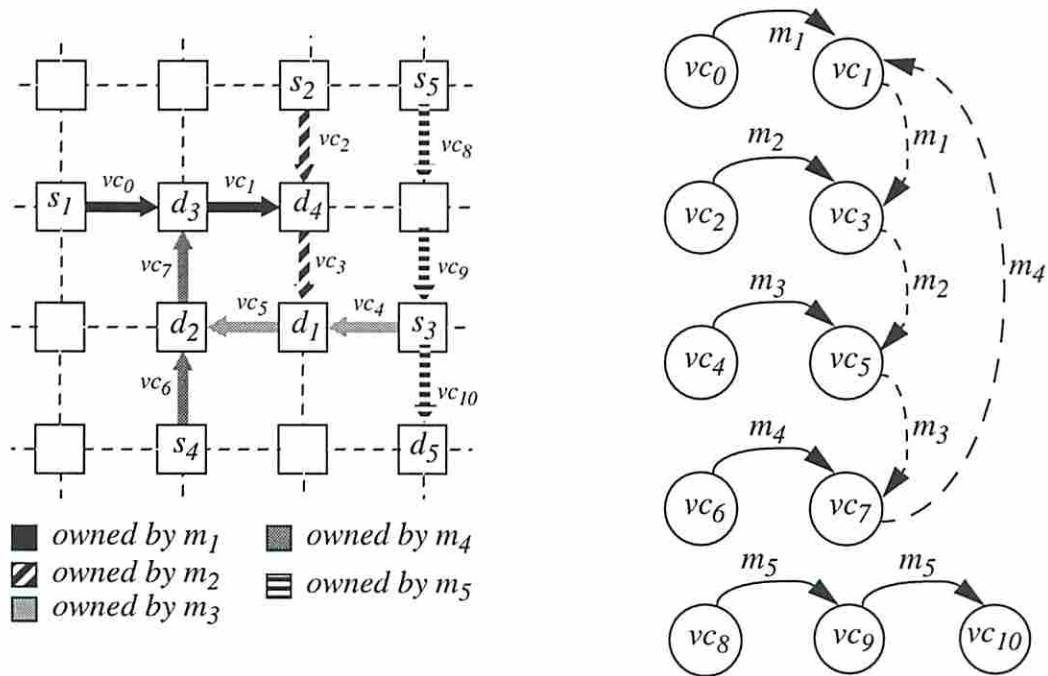 s2 s5
vc2 vc8
s1 vc0 d3 vc1 d4
vc7 vc3 vc9
d2 vc5 d1 vc4 s3
vc6 vc10
s4 d5
owned by m1
owned by m2
owned by m3
owned by m4
owned by m5
m1
vc0 vc1
m1
m2
vc2 vc3
m2
m4
m3
vc4 vc5
m3
m4
vc6 vc7
m5 m5
vc8 vc9 vc10